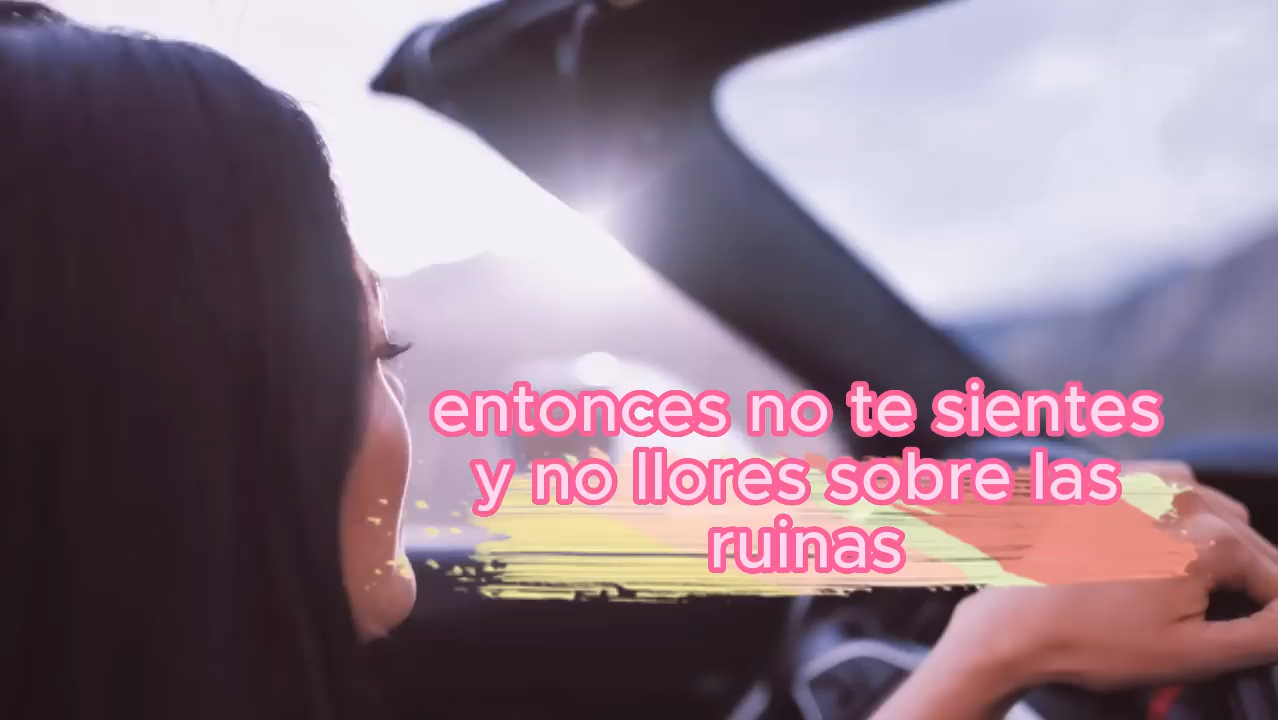 entonces no te sientes
y no llores sobre las
ruinas